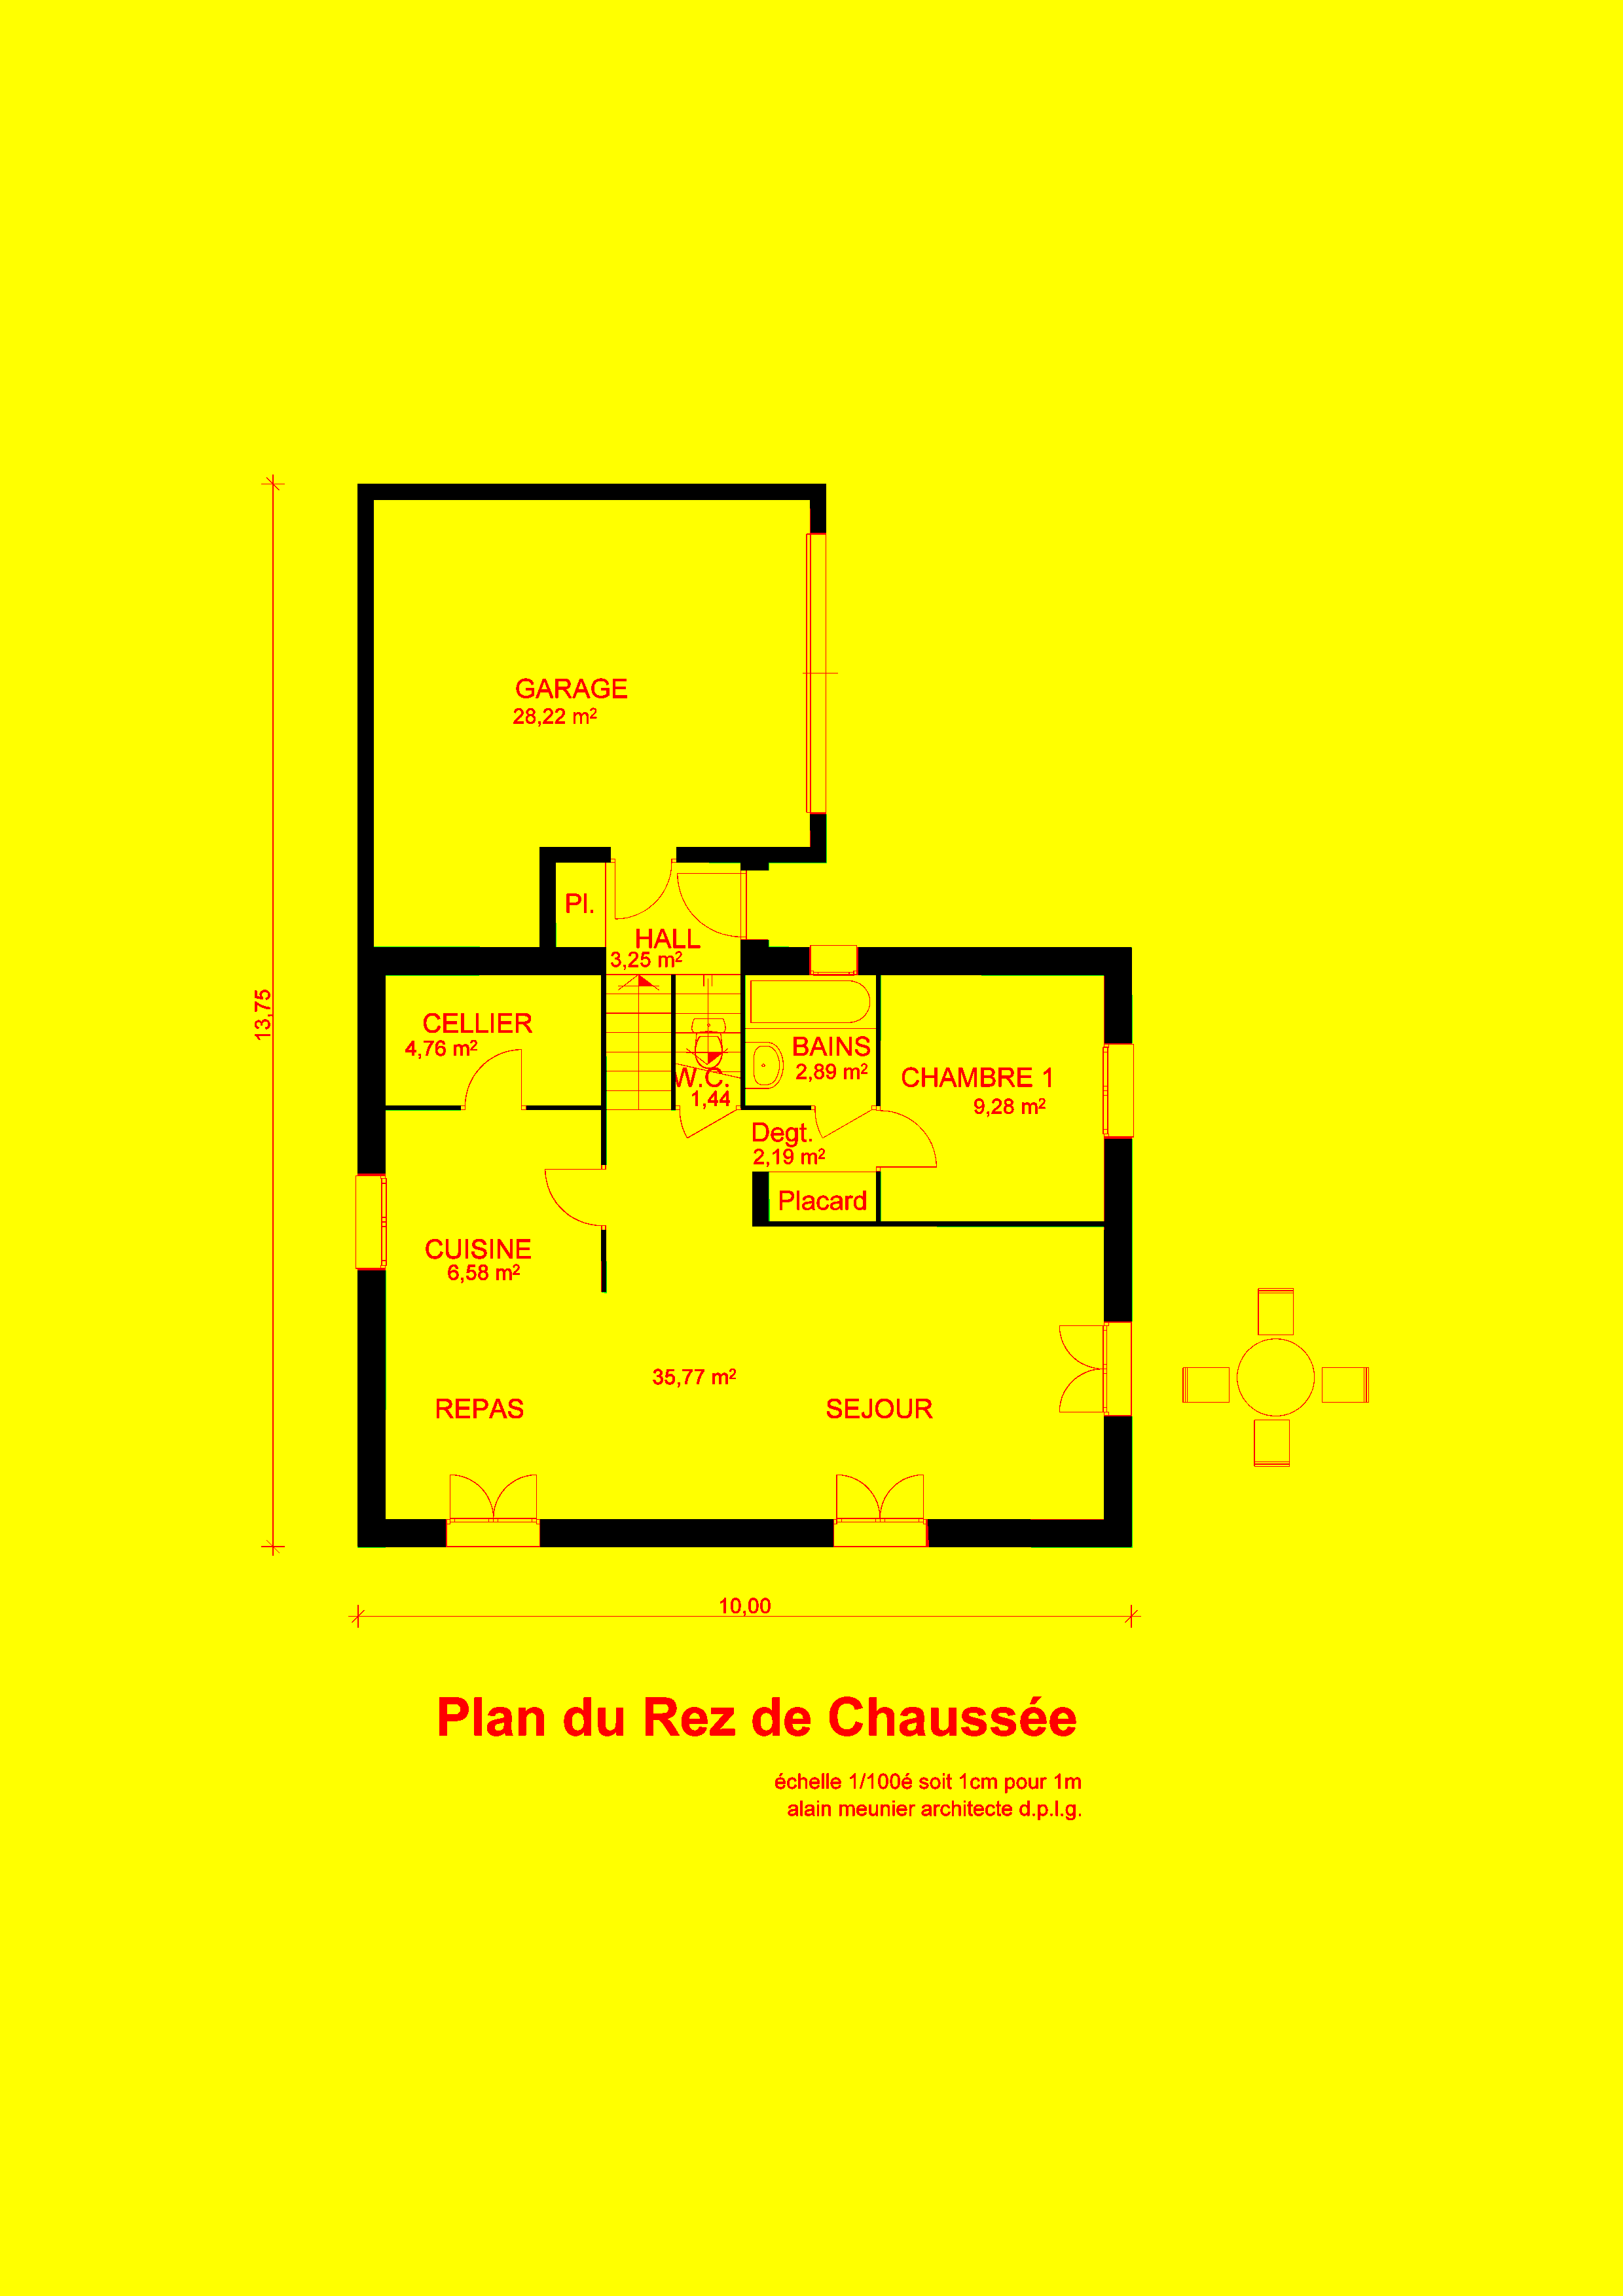 GARAGE
28,22 m²
Pl.
HALL
3,25 m²
CELLIER
4,76 m²
W.C.
1,44
BAINS
2,89 m²
CHAMBRE 1
9,28 m²
Degt.
2,19 m²
Placard
CUISINE
6,58 m²
35,77 m²
REPAS
SEJOUR
13,75
10,00
Plan du Rez de Chaussée
échelle 1/100é soit 1cm pour 1m
alain meunier architecte d.p.l.g.